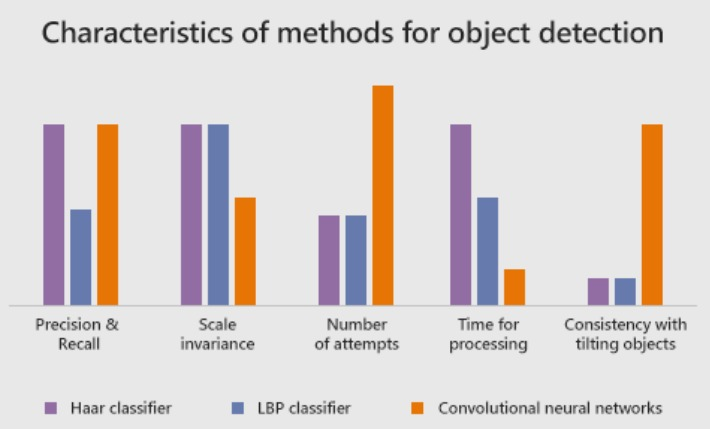 Characteristics of methods for object detection
Precision &
Recall
Scale
invariance
Number
of attempts
Time for
processing
Consistency with
tilting objects
Haar classifier
LBP classifier
Convolutional neural networks